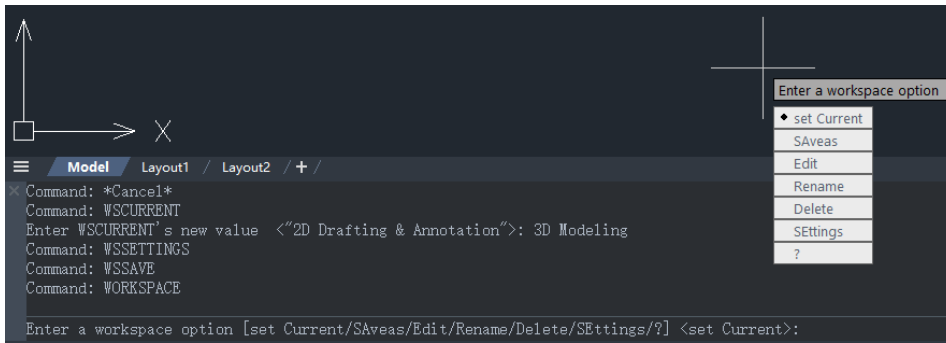 Enter a workspace option
set Current
SAveas
Edit
Rename
Delete
SEttings
?
X
Model / Layout1 / Layout2 / + /
Command: *Cancel*
Command: WSCURRENT
Enter WSCURRENT's new value <"2D Drafting & Annotation">: 3D Modeling
Command: WSSETTINGS
Command: WSSAVE
Command: WORKSPACE
Enter a workspace option [set Current/SAveas/Edit/Rename/Delete/SEttings/?] <set Current>: